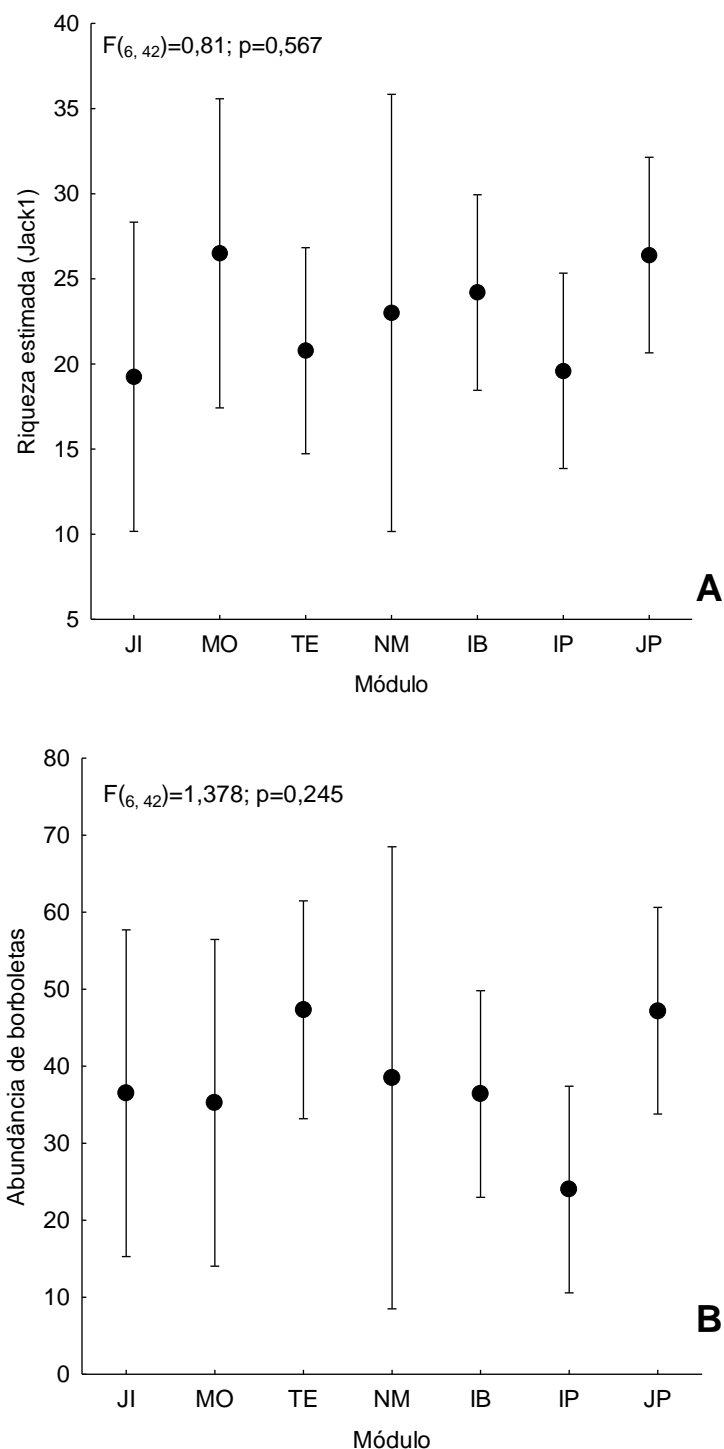 40
F(6, 42)=0,81; p=0,567
35
30
25
20
15
10
5
Riqueza estimada (Jack1)
JI MO TE NM IB IP JP
Módulo
A
80
F(6, 42)=1,378; p=0,245
70
60
50
40
30
20
10
0
Abundância de borboletas
JI MO TE NM IB IP JP
Módulo
B